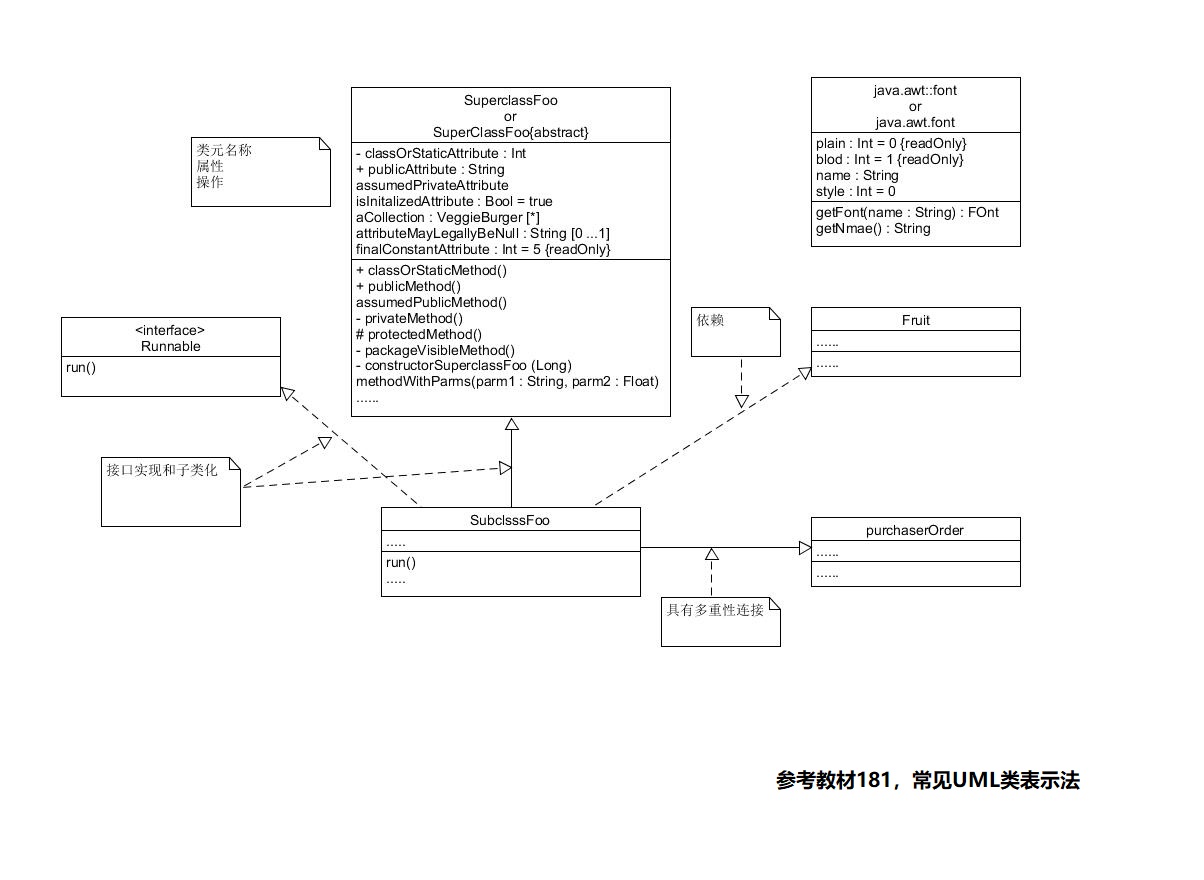 SuperclassFoo
or
SuperClassFoo{abstract}
- classOrStaticAttribute : Int
+ publicAttribute : String
assumedPrivateAttribute
isInitalizedAttribute : Bool = true
aCollection : VeggieBurger [*]
attributeMayLegallyBeNull : String [0 ...1]
finalConstantAttribute : Int = 5 {readOnly}
+ classOrStaticMethod()
+ publicMethod()
assumedPublicMethod()
- privateMethod()
# protectedMethod()
- packageVisibleMethod()
- constructorSuperclassFoo (Long)
methodWithParms(parm1 : String, parm2 : Float)
......
类元名称
属性
操作
java.awt::font
or
java.awt.font
plain : Int = 0 {readOnly}
blod : Int = 1 {readOnly}
name : String
style : Int = 0
getFont(name : String) : FOnt
getNmae() : String
<interface>
Runnable
run()
依赖
Fruit
......
......
接口实现和子类化
SubclsssFoo
.....
run()
.....
purchaserOrder
......
......
具有多重性连接
参考教材181，常见UML类表示法